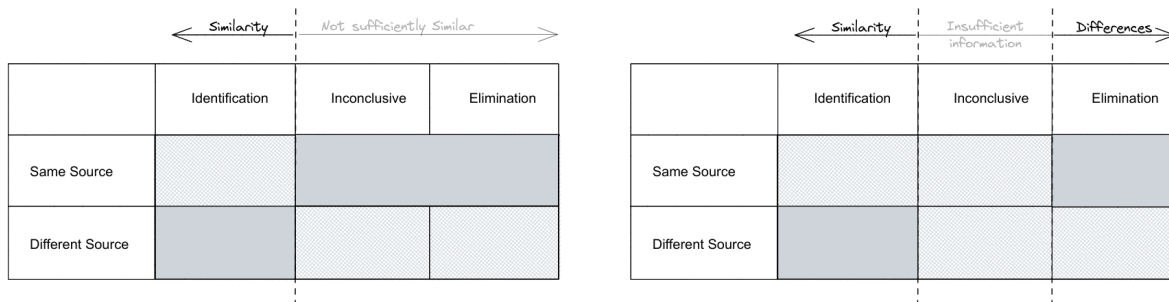 Similarity
Not sufficiently Similar
Identification
Inconclusive
Elimination
Same Source
Different Source
Similarity
Insufficient
information
Differences
Identification
Inconclusive
Elimination
Same Source
Different Source